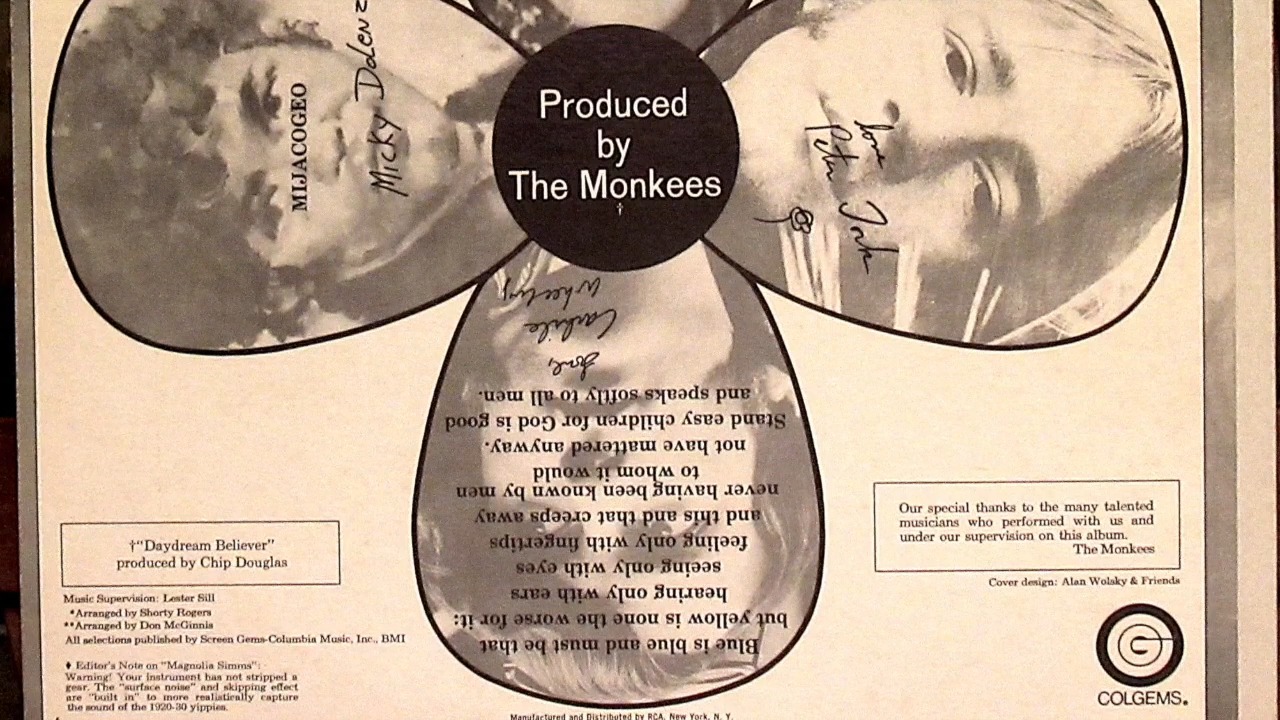 MIJACOGEO
Micky Dolenz
Produced
by
The Monkees
†
love
Peter Tork
Blue is blue and must be that
but yellow is none the worse for it:
hearing only with ears
seeing only with eyes
feeling only with fingertips
and this and that creeps away
never having been known by men
to whom it would
not have mattered anyway.
Stand easy children for God is good
and speaks softly to all men.
Love,
Carlisle
Wheeling
†"Daydream Believer"
produced by Chip Douglas
Music Supervision: Lester Sill
*Arranged by Shorty Rogers
**Arranged by Don McGinnis
All selections published by Screen Gems-Columbia Music, Inc., BMI
♦ Editor's Note on "Magnolia Simms":
Warning! Your instrument has not stripped a
gear. The "surface noise" and skipping effect
are "built in" to more realistically capture
the sound of the 1920-30 yippies.
Our special thanks to the many talented
musicians who performed with us and
under our supervision on this album.
The Monkees
Cover design: Alan Wolsky & Friends
COLGEMS®
Manufactured and Distributed by RCA, New York, N. Y.